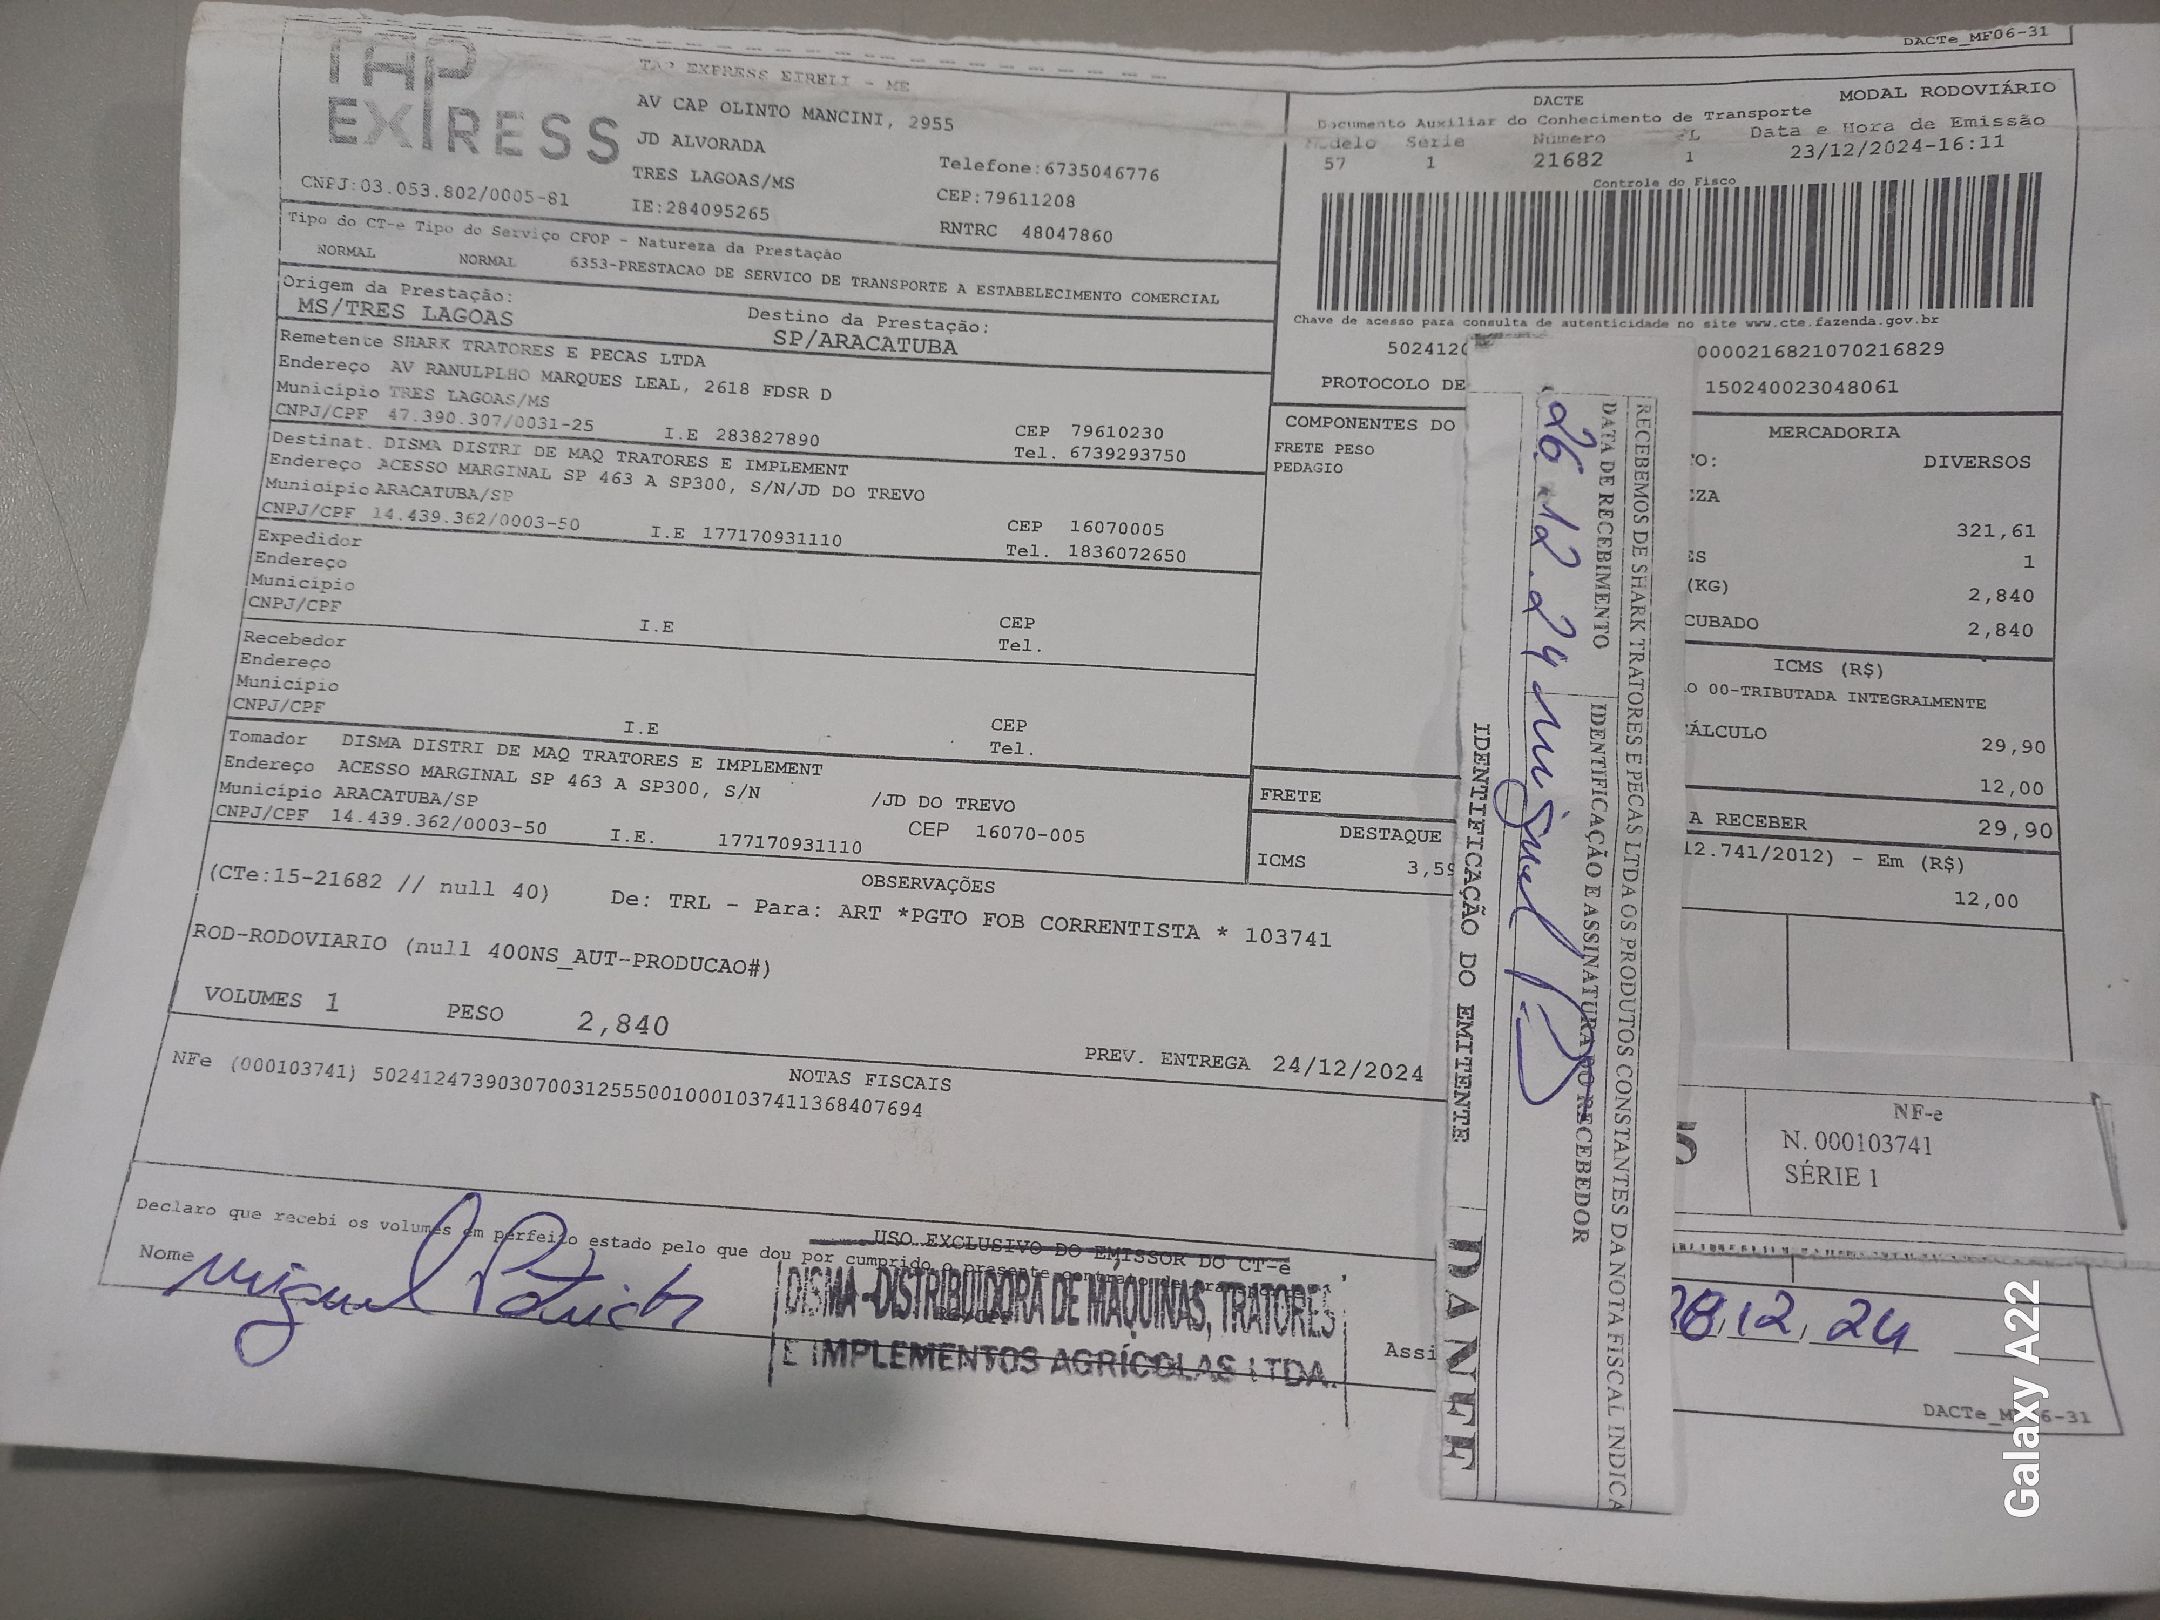 DACTe_MF06-31
TAP
EXPRESS
TAP EXPRESS EIRELI - ME
AV CAP OLINTO MANCINI, 2955
JD ALVORADA
TRES LAGOAS/MS
IE:284095265
Telefone:6735046776
CEP:79611208
RNTRC 48047860
CNPJ:03.053.802/0005-81
DACTE
MODAL RODOVIÁRIO
Documento Auxiliar do Conhecimento de Transporte
Modelo Serie Número FL Data e Hora de Emissão
57 1 21682 1 23/12/2024-16:11
Controle do Fisco
Chave de acesso para consulta de autenticidade no site www.cte.fazenda.gov.br
5024120 0000216821070216829
PROTOCOLO DE 150240023048061
Tipo do CT-e Tipo do Serviço CFOP - Natureza da Prestação
NORMAL NORMAL 6353-PRESTACAO DE SERVICO DE TRANSPORTE A ESTABELECIMENTO COMERCIAL
Origem da Prestação: Destino da Prestação:
MS/TRES LAGOAS SP/ARACATUBA
Remetente SHARK TRATORES E PECAS LTDA
Endereço AV RANULPLHO MARQUES LEAL, 2618 FDSR D
Município TRES LAGOAS/MS CEP 79610230
CNPJ/CPF 47.390.307/0031-25 I.E 283827890 Tel. 6739293750
Destinat. DISMA DISTRI DE MAQ TRATORES E IMPLEMENT
Endereço ACESSO MARGINAL SP 463 A SP300, S/N/JD DO TREVO
Município ARACATUBA/SP CEP 16070005
CNPJ/CPF 14.439.362/0003-50 I.E 177170931110 Tel. 1836072650
Expedidor
Endereço
Município CEP
CNPJ/CPF I.E Tel.
Recebedor
Endereço
Município CEP
CNPJ/CPF I.E Tel.
Tomador DISMA DISTRI DE MAQ TRATORES E IMPLEMENT
Endereço ACESSO MARGINAL SP 463 A SP300, S/N /JD DO TREVO
Município ARACATUBA/SP CEP 16070-005
CNPJ/CPF 14.439.362/0003-50 I.E. 177170931110
COMPONENTES DO
FRETE PESO
PEDAGIO
FRETE
DESTAQUE
ICMS 3,59
MERCADORIA
TO: DIVERSOS
EZA
321,61
ES 1
(KG) 2,840
CUBADO 2,840
ICMS (R$)
O 00-TRIBUTADA INTEGRALMENTE
CÁLCULO 29,90
12,00
A RECEBER 29,90
12.741/2012) - Em (R$)
12,00
OBSERVAÇÕES
(CTe:15-21682 // null 40) De: TRL - Para: ART *PGTO FOB CORRENTISTA * 103741
ROD-RODOVIARIO (null 400NS_AUT-PRODUCAO#)
VOLUMES 1 PESO 2,840 PREV. ENTREGA 24/12/2024
NOTAS FISCAIS
NFe (000103741) 50241247390307003125550010001037411368407694
USO EXCLUSIVO DO EMISSOR DO CT-e
Declaro que recebi os volumes em perfeito estado pelo que dou por cumprido o presente contrato de
Nome Miguel Patrick
DISMA-DISTRIBUIDORA DE MAQUINAS, TRATORES
E IMPLEMENTOS AGRÍCOLAS LTDA.
Assi
28,12,24
DACTe_MF06-31
RECEBEMOS DE SHARK TRATORES E PECAS LTDA OS PRODUTOS CONSTANTES DA NOTA FISCAL INDICA
DATA DE RECEBIMENTO IDENTIFICAÇÃO E ASSINATURA DO RECEBEDOR
26.12.24 Miguel P
IDENTIFICAÇÃO DO EMITENTE DANFE
NF-e
N. 000103741
SÉRIE 1
Galaxy A22